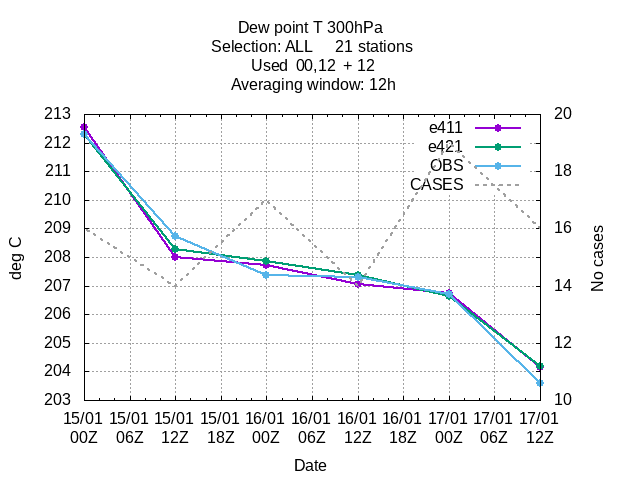 Dew point T 300hPa
Selection: ALL 21 stations
Used 00,12 + 12
Averaging window: 12h
213
212
211
210
209
208
207
206
205
204
203
deg C
20
18
16
14
12
10
No cases
e411
e421
OBS
CASES
15/01 15/01 15/01 15/01 16/01 16/01 16/01 16/01 17/01 17/01 17/01
00Z 06Z 12Z 18Z 00Z 06Z 12Z 18Z 00Z 06Z 12Z
Date